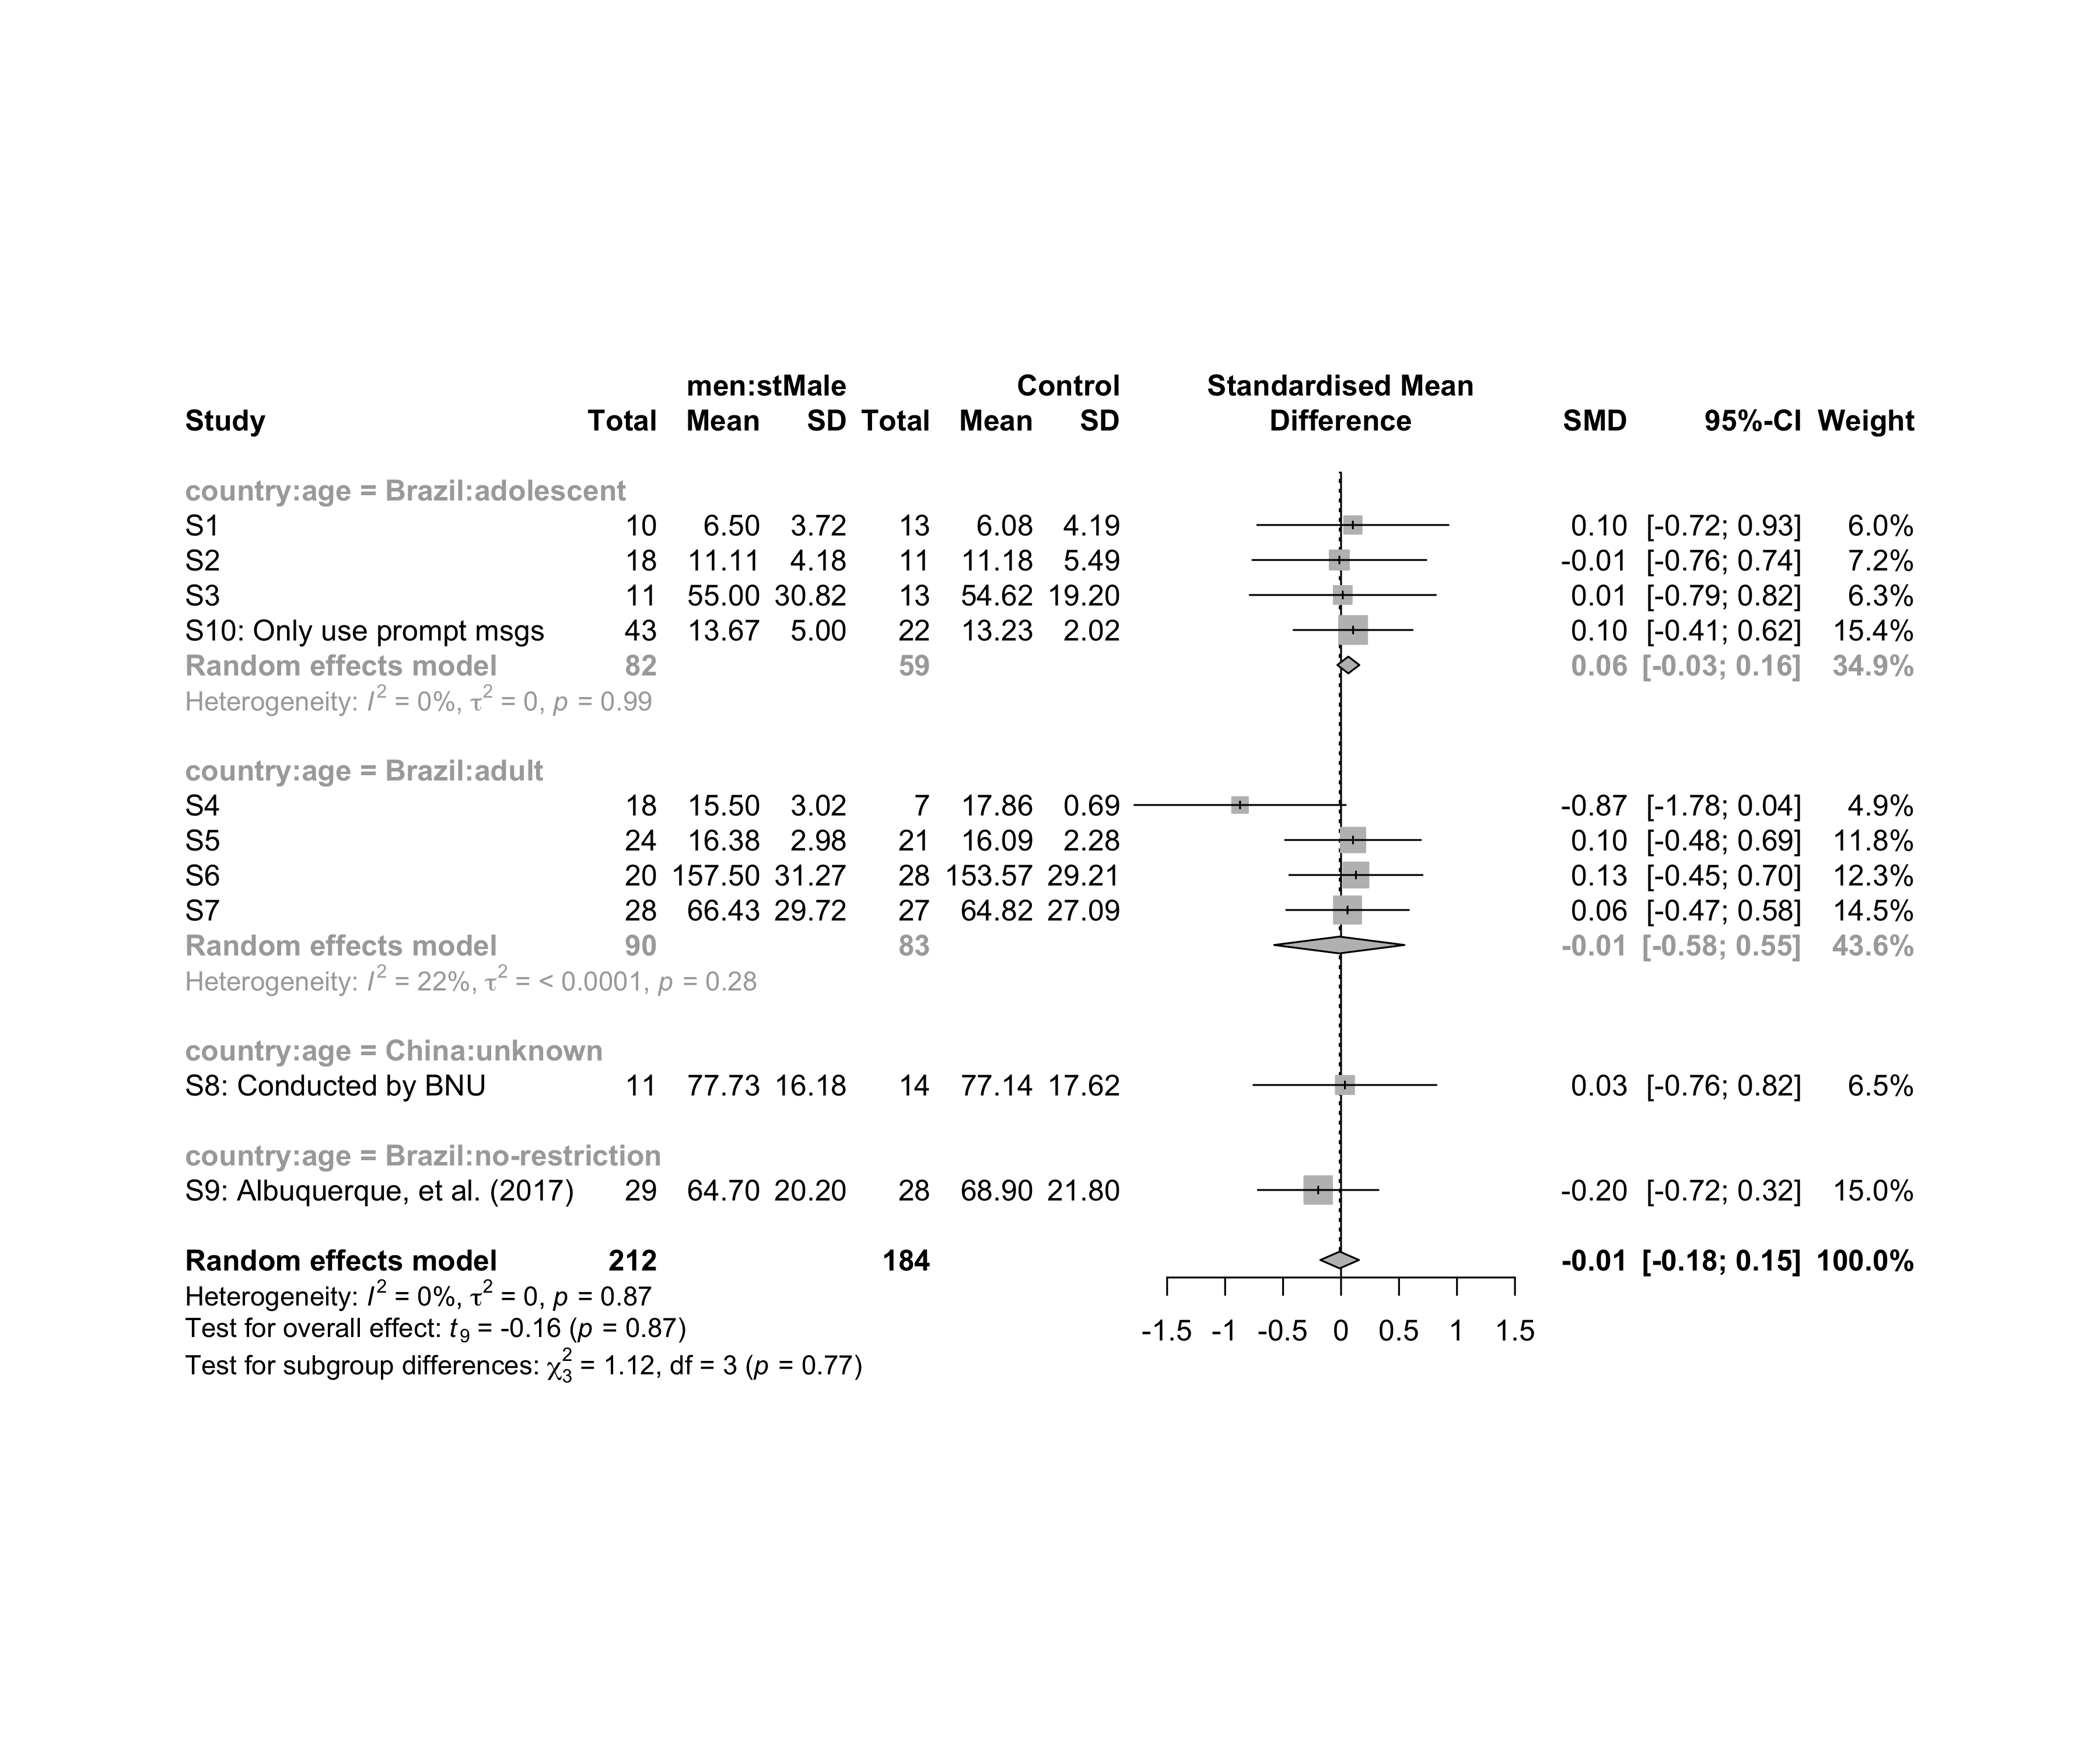 men:stMale Control Standardised Mean
Study Total Mean SD Total Mean SD Difference SMD 95%-CI Weight
country:age = Brazil:adolescent
S1 10 6.50 3.72 13 6.08 4.19 0.10 [-0.72; 0.93] 6.0%
S2 18 11.11 4.18 11 11.18 5.49 -0.01 [-0.76; 0.74] 7.2%
S3 11 55.00 30.82 13 54.62 19.20 0.01 [-0.79; 0.82] 6.3%
S10: Only use prompt msgs 43 13.67 5.00 22 13.23 2.02 0.10 [-0.41; 0.62] 15.4%
Random effects model 82 59 0.06 [-0.03; 0.16] 34.9%
Heterogeneity: I² = 0%, τ² = 0, p = 0.99
country:age = Brazil:adult
S4 18 15.50 3.02 7 17.86 0.69 -0.87 [-1.78; 0.04] 4.9%
S5 24 16.38 2.98 21 16.09 2.28 0.10 [-0.48; 0.69] 11.8%
S6 20 157.50 31.27 28 153.57 29.21 0.13 [-0.45; 0.70] 12.3%
S7 28 66.43 29.72 27 64.82 27.09 0.06 [-0.47; 0.58] 14.5%
Random effects model 90 83 -0.01 [-0.58; 0.55] 43.6%
Heterogeneity: I² = 22%, τ² = < 0.0001, p = 0.28
country:age = China:unknown
S8: Conducted by BNU 11 77.73 16.18 14 77.14 17.62 0.03 [-0.76; 0.82] 6.5%
country:age = Brazil:no-restriction
S9: Albuquerque, et al. (2017) 29 64.70 20.20 28 68.90 21.80 -0.20 [-0.72; 0.32] 15.0%
Random effects model 212 184 -0.01 [-0.18; 0.15] 100.0%
Heterogeneity: I² = 0%, τ² = 0, p = 0.87
Test for overall effect: t₉ = -0.16 (p = 0.87)
-1.5 -1 -0.5 0 0.5 1 1.5
Test for subgroup differences: χ²₃ = 1.12, df = 3 (p = 0.77)